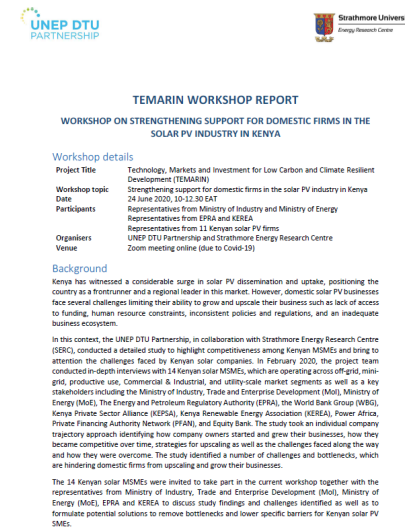 UNEP DTU
PARTNERSHIP
Strathmore Univers
Energy Research Centre
TEMARIN WORKSHOP REPORT
WORKSHOP ON STRENGTHENING SUPPORT FOR DOMESTIC FIRMS IN THE
SOLAR PV INDUSTRY IN KENYA
Workshop details
Project Title Technology, Markets and Investment for Low Carbon and Climate Resilient
Development (TEMARIN)
Workshop topic Strengthening support for domestic firms in the solar PV industry in Kenya
Date 24 June 2020, 10-12.30 EAT
Participants Representatives from Ministry of Industry and Ministry of Energy
Representatives from EPRA and KEREA
Representatives from 11 Kenyan solar PV firms
Organisers UNEP DTU Partnership and Strathmore Energy Research Centre
Venue Zoom meeting online (due to Covid-19)
Background
Kenya has witnessed a considerable surge in solar PV dissemination and uptake, positioning the
country as a frontrunner and a regional leader in this market. However, domestic solar PV businesses
face several challenges limiting their ability to grow and upscale their business such as lack of access
to funding, human resource constraints, inconsistent policies and regulations, and an inadequate
business ecosystem.
In this context, the UNEP DTU Partnership, in collaboration with Strathmore Energy Research Centre
(SERC), conducted a detailed study to highlight competitiveness among Kenyan MSMEs and bring to
attention the challenges faced by Kenyan solar companies. In February 2020, the project team
conducted in-depth interviews with 14 Kenyan solar MSMEs, which are operating across off-grid, mini-
grid, productive use, Commercial & Industrial, and utility-scale market segments as well as a key
stakeholders including the Ministry of Industry, Trade and Enterprise Development (MoI), Ministry of
Energy (MoE), The Energy and Petroleum Regulatory Authority (EPRA), the World Bank Group (WBG),
Kenya Private Sector Alliance (KEPSA), Kenya Renewable Energy Association (KEREA), Power Africa,
Private Financing Authority Network (PFAN), and Equity Bank. The study took an individual company
trajectory approach identifying how company owners started and grew their businesses, how they
became competitive over time, strategies for upscaling as well as the challenges faced along the way
and how they were overcome. The study identified a number of challenges and bottlenecks, which
are hindering domestic firms from upscaling and grow their businesses.
The 14 Kenyan solar MSMEs were invited to take part in the current workshop together with the
representatives from Ministry of Industry, Trade and Enterprise Development (MoI), Ministry of
Energy (MoE), EPRA and KEREA to discuss study findings and challenges identified as well as to
formulate potential solutions to remove bottlenecks and lower specific barriers for Kenyan solar PV
SMEs.